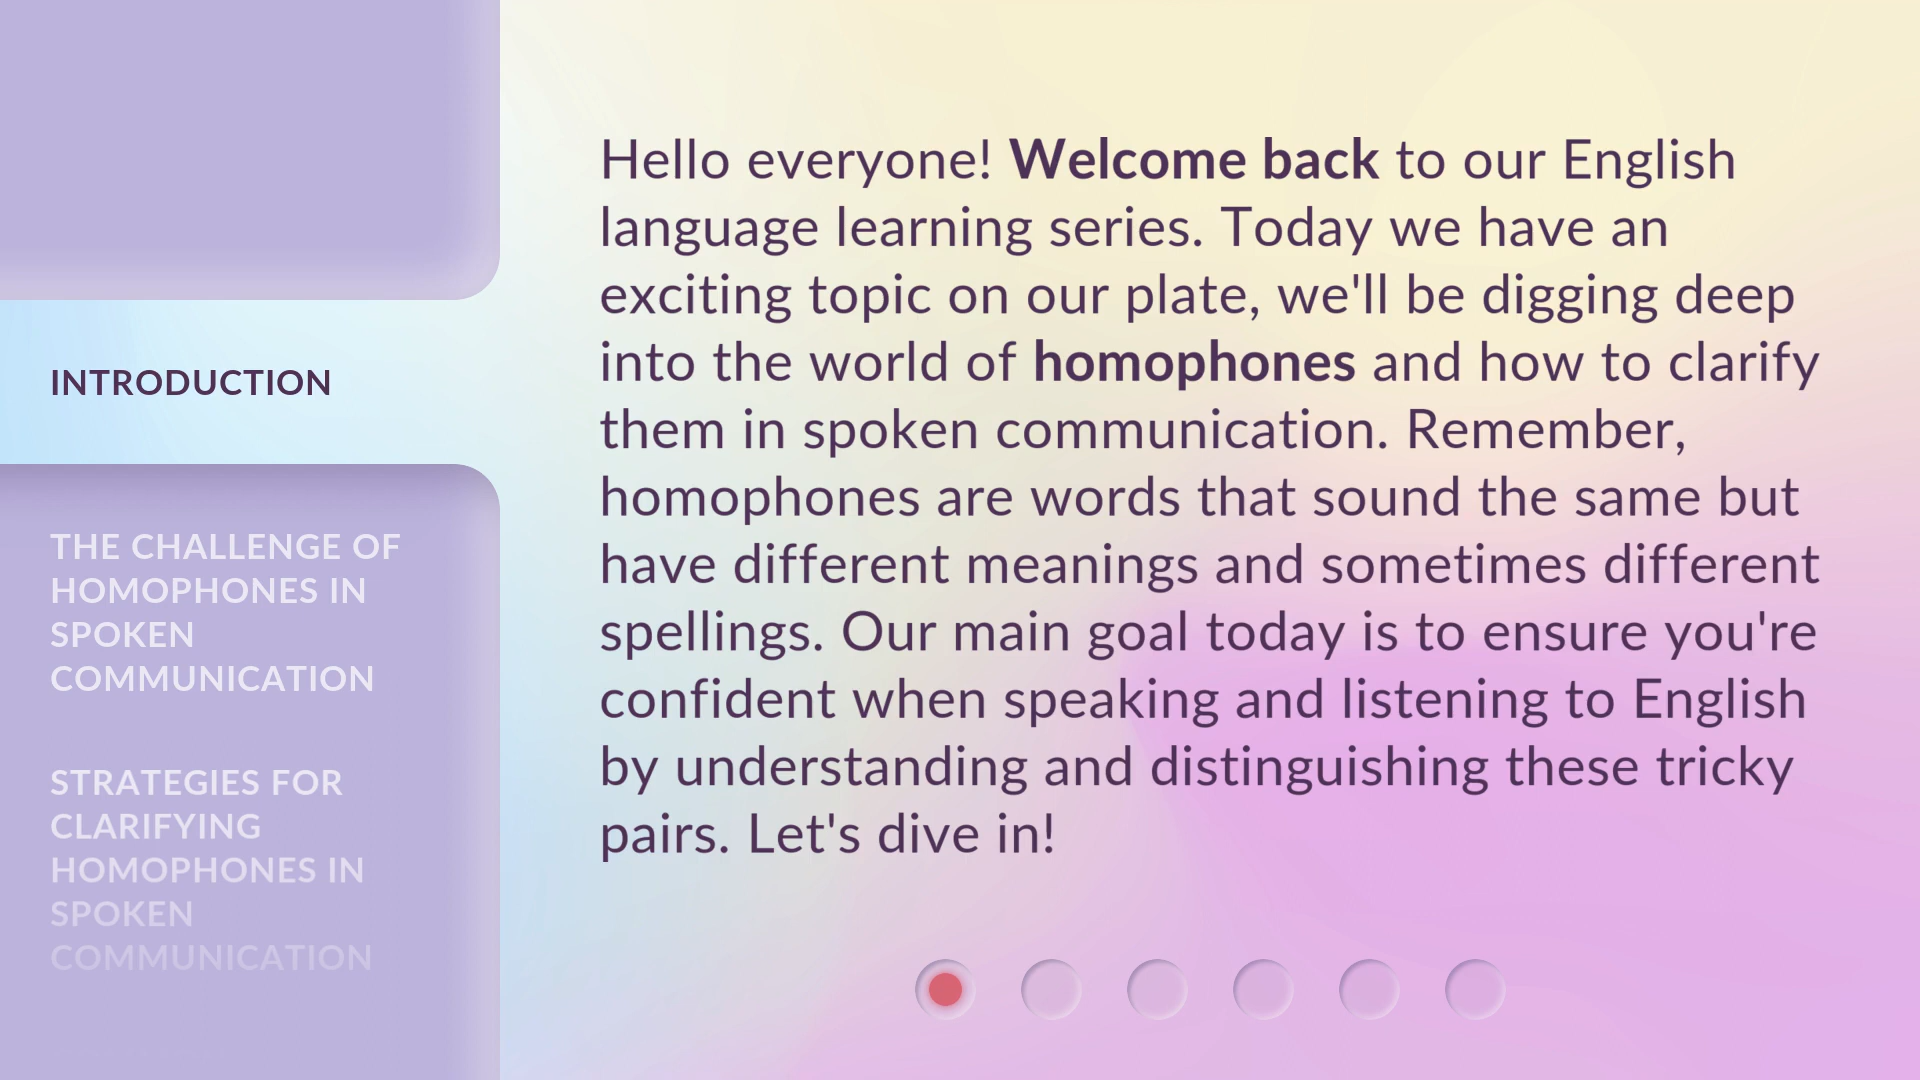 INTRODUCTION
THE CHALLENGE OF
HOMOPHONES IN
SPOKEN
COMMUNICATION
STRATEGIES FOR
CLARIFYING
HOMOPHONES IN
SPOKEN
COMMUNICATION
Hello everyone! Welcome back to our English
language learning series. Today we have an
exciting topic on our plate, we'll be digging deep
into the world of homophones and how to clarify
them in spoken communication. Remember,
homophones are words that sound the same but
have different meanings and sometimes different
spellings. Our main goal today is to ensure you're
confident when speaking and listening to English
by understanding and distinguishing these tricky
pairs. Let's dive in!